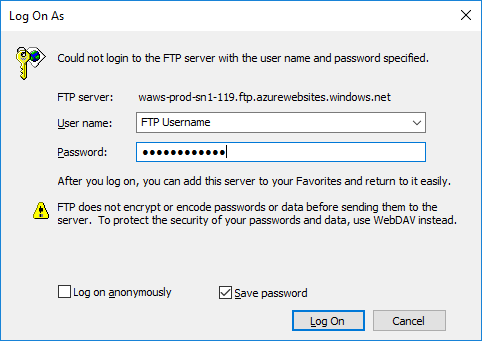 Log On As
Could not login to the FTP server with the user name and password specified.
FTP server: waws-prod-sn1-119.ftp.azurewebsites.windows.net
User name: FTP Username
Password: ●●●●●●●●●●●●
After you log on, you can add this server to your Favorites and return to it easily.
FTP does not encrypt or encode passwords or data before sending them to the
server. To protect the security of your passwords and data, use WebDAV instead.
Log on anonymously Save password
Log On Cancel